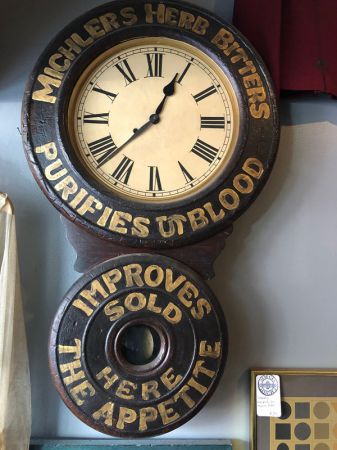 MICHLER'S HERB BITTERS
XII
I
II
III
IIII
V
VI
VII
VIII
IX
X
XI
PURIFIES THE BLOOD
IMPROVES
SOLD
HERE
THE APPETITE